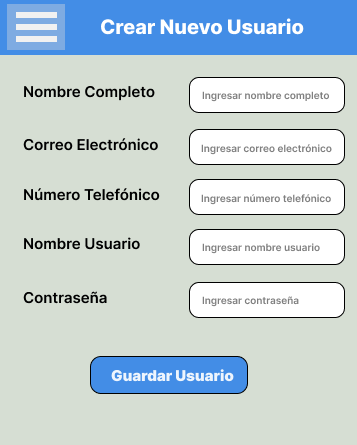 Crear Nuevo Usuario
Nombre Completo
Ingresar nombre completo
Correo Electrónico
Ingresar correo electrónico
Número Telefónico
Ingresar número telefónico
Nombre Usuario
Ingresar nombre usuario
Contraseña
Ingresar contraseña
Guardar Usuario